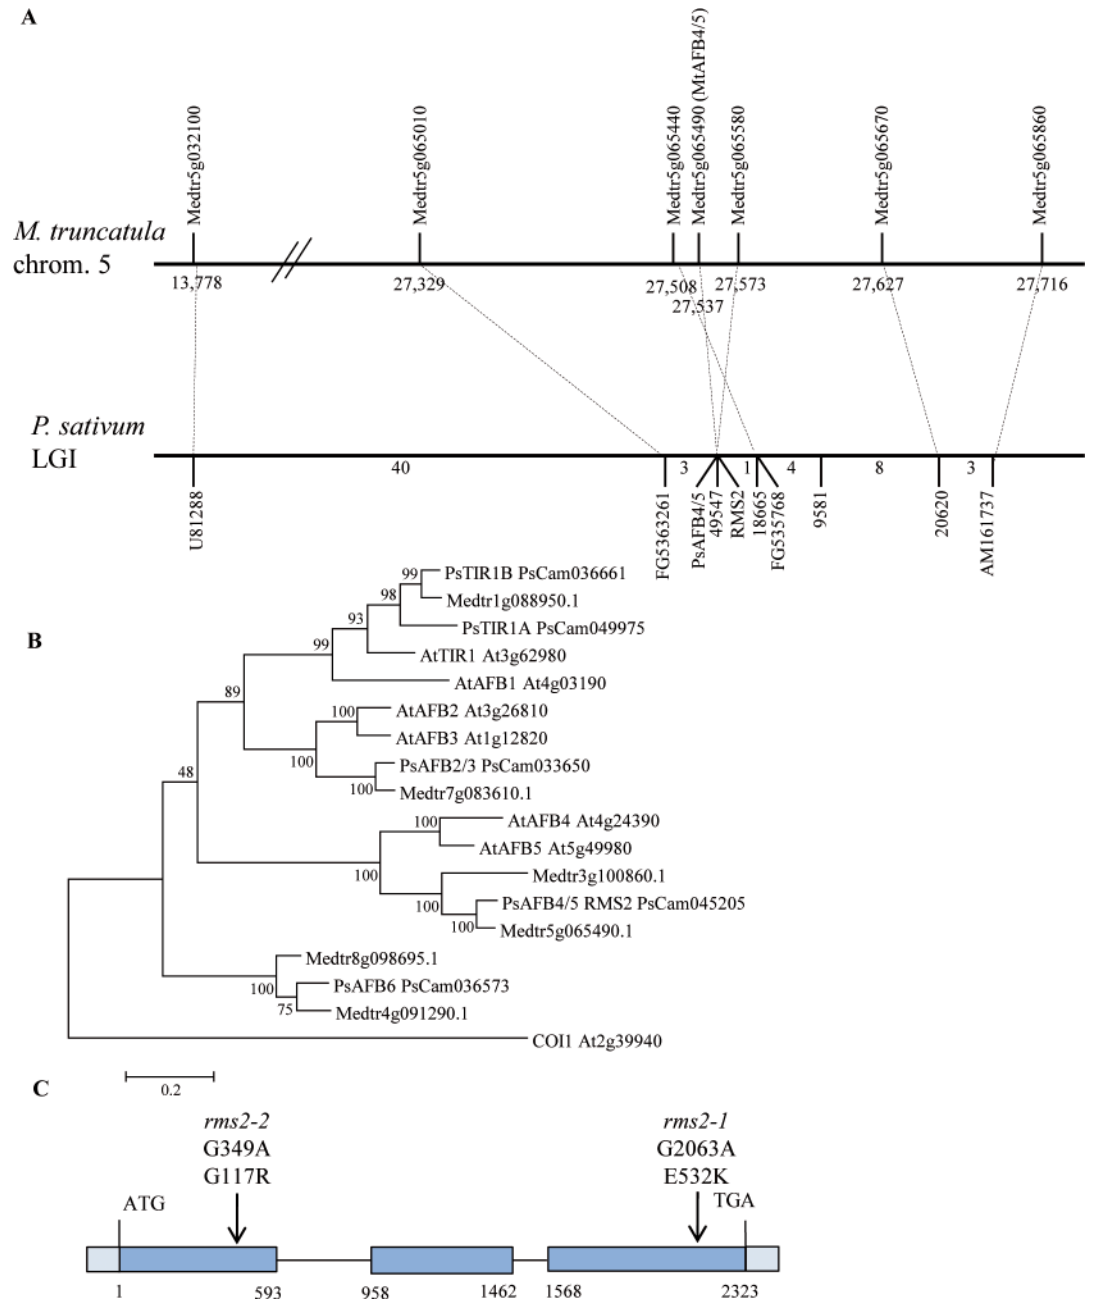 A
Medtr5g032100
Medtr5g065010
Medtr5g065440
Medtr5g065490 (MtAFB4/5)
Medtr5g065580
Medtr5g065670
Medtr5g065860
M. truncatula
chrom. 5
13,778
27,329
27,508
27,537
27,573
27,627
27,716
P. sativum
LGI
40
3
1
4
8
3
U81288
FG5363261
PsAFB4/5
49547
RMS2
18665
FG535768
9581
20620
AM161737
B
99
PsTIR1B PsCam036661
98
Medtr1g088950.1
93
PsTIR1A PsCam049975
99
AtTIR1 At3g62980
AtAFB1 At4g03190
89
100
AtAFB2 At3g26810
AtAFB3 At1g12820
100
PsAFB2/3 PsCam033650
48
100
Medtr7g083610.1
100
AtAFB4 At4g24390
AtAFB5 At5g49980
100
Medtr3g100860.1
100
PsAFB4/5 RMS2 PsCam045205
100
Medtr5g065490.1
Medtr8g098695.1
100
PsAFB6 PsCam036573
75
Medtr4g091290.1
COI1 At2g39940
0.2
C
rms2-2
G349A
G117R
rms2-1
G2063A
E532K
ATG
TGA
1
593
958
1462
1568
2323